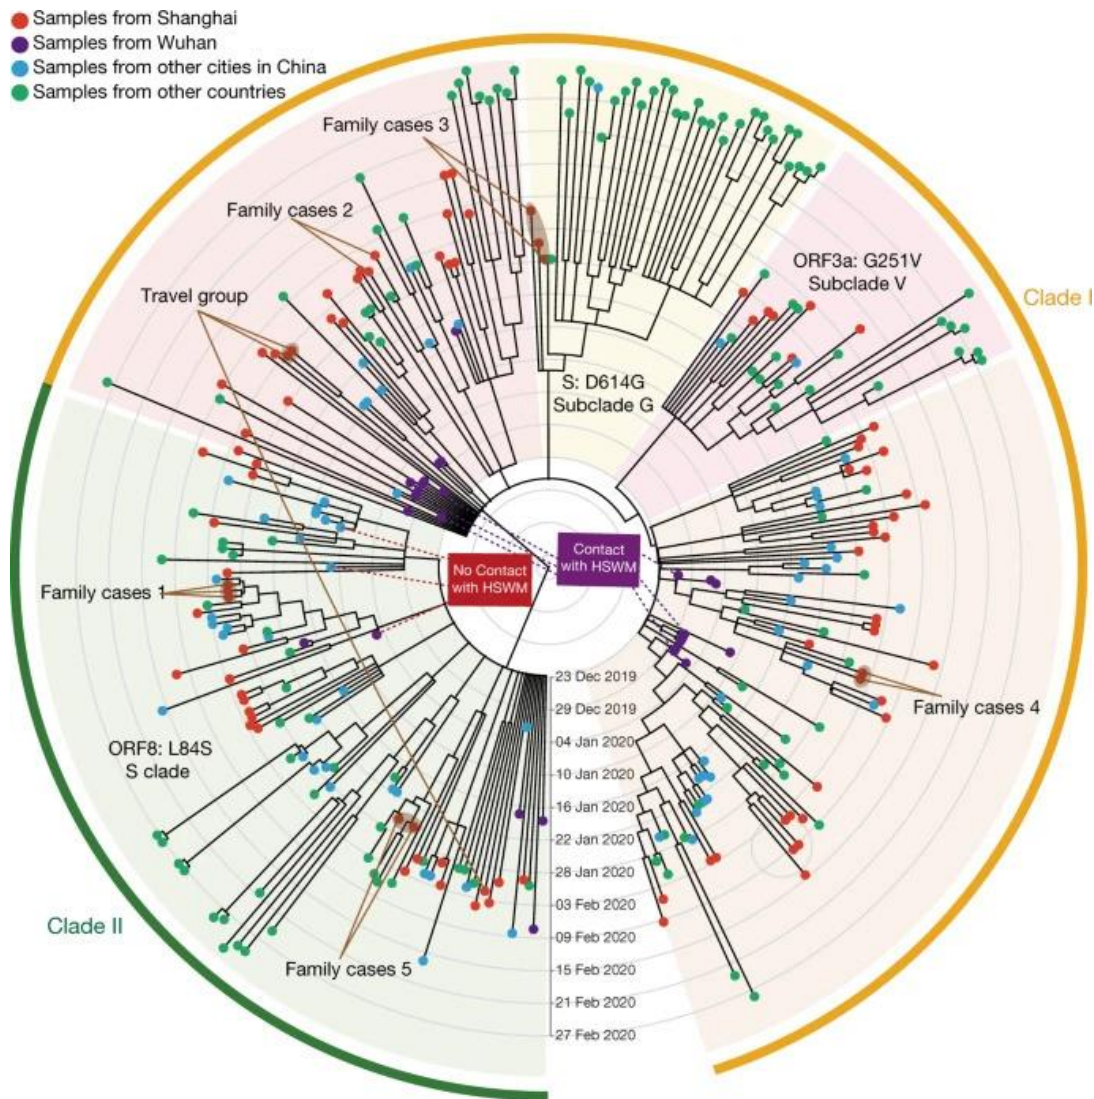 Samples from Shanghai
Samples from Wuhan
Samples from other cities in China
Samples from other countries
Family cases 3
Family cases 2
Travel group
ORF3a: G251V
Subclade V
Clade I
S: D614G
Subclade G
No Contact
with HSWM
Contact
with HSWM
Family cases 1
Family cases 4
ORF8: L84S
S clade
Clade II
Family cases 5
23 Dec 2019
29 Dec 2019
04 Jan 2020
10 Jan 2020
16 Jan 2020
22 Jan 2020
28 Jan 2020
03 Feb 2020
09 Feb 2020
15 Feb 2020
21 Feb 2020
27 Feb 2020